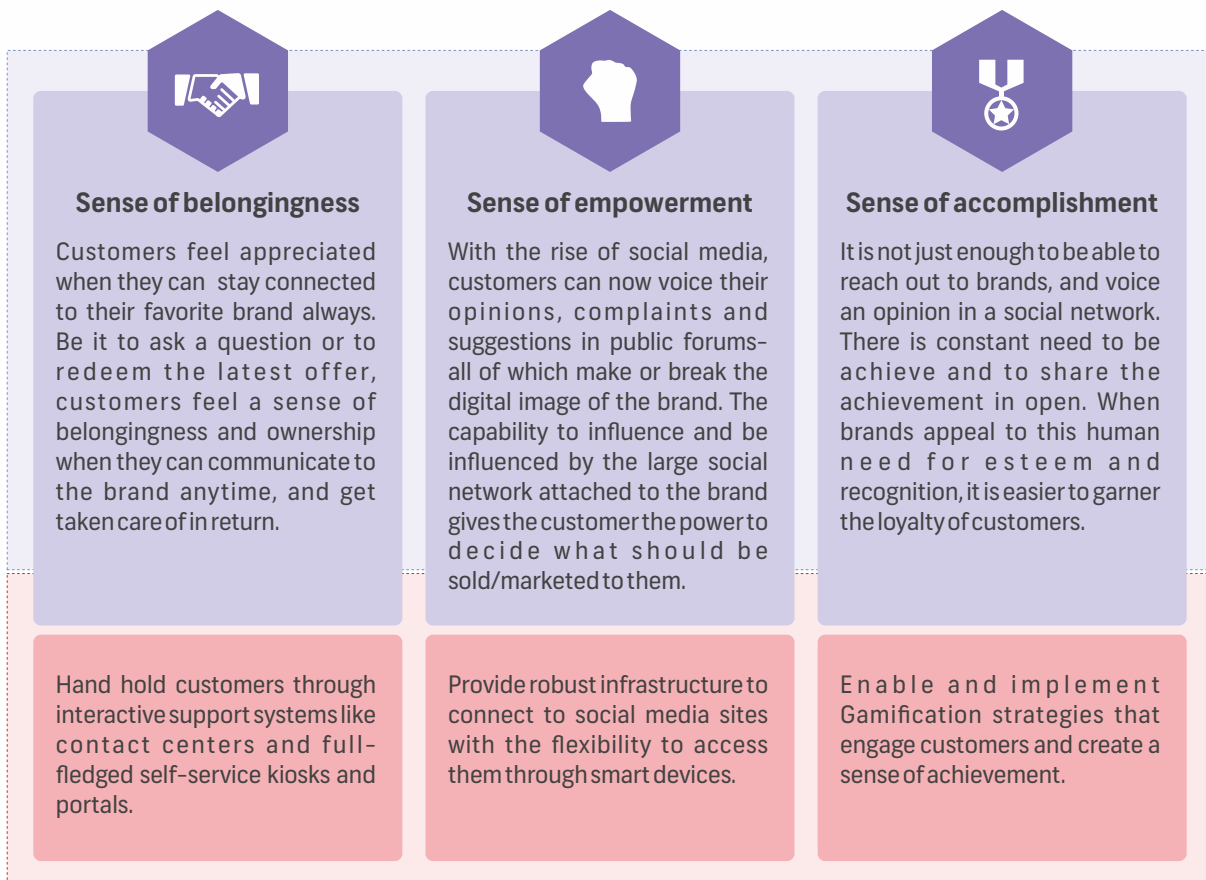 Sense of belongingness
Customers feel appreciated
when they can stay connected
to their favorite brand always.
Be it to ask a question or to
redeem the latest offer,
customers feel a sense of
belongingness and ownership
when they can communicate to
the brand anytime, and get
taken care of in return.
Sense of empowerment
With the rise of social media,
customers can now voice their
opinions, complaints and
suggestions in public forums-
all of which make or break the
digital image of the brand. The
capability to influence and be
influenced by the large social
network attached to the brand
gives the customer the power to
decide what should be
sold/marketed to them.
Sense of accomplishment
It is not just enough to be able to
reach out to brands, and voice
an opinion in a social network.
There is constant need to be
achieve and to share the
achievement in open. When
brands appeal to this human
need for esteem and
recognition, it is easier to garner
the loyalty of customers.
Hand hold customers through
interactive support systems like
contact centers and full-
fledged self-service kiosks and
portals.
Provide robust infrastructure to
connect to social media sites
with the flexibility to access
them through smart devices.
Enable and implement
Gamification strategies that
engage customers and create a
sense of achievement.